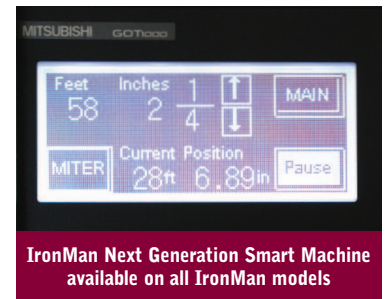 MITSUBISHI GOT1000
Feet Inches 1 ↑ MAIN
58 2 4 ↓
MITER Current Position Pause
28ft 6.89in
IronMan Next Generation Smart Machine
available on all IronMan models